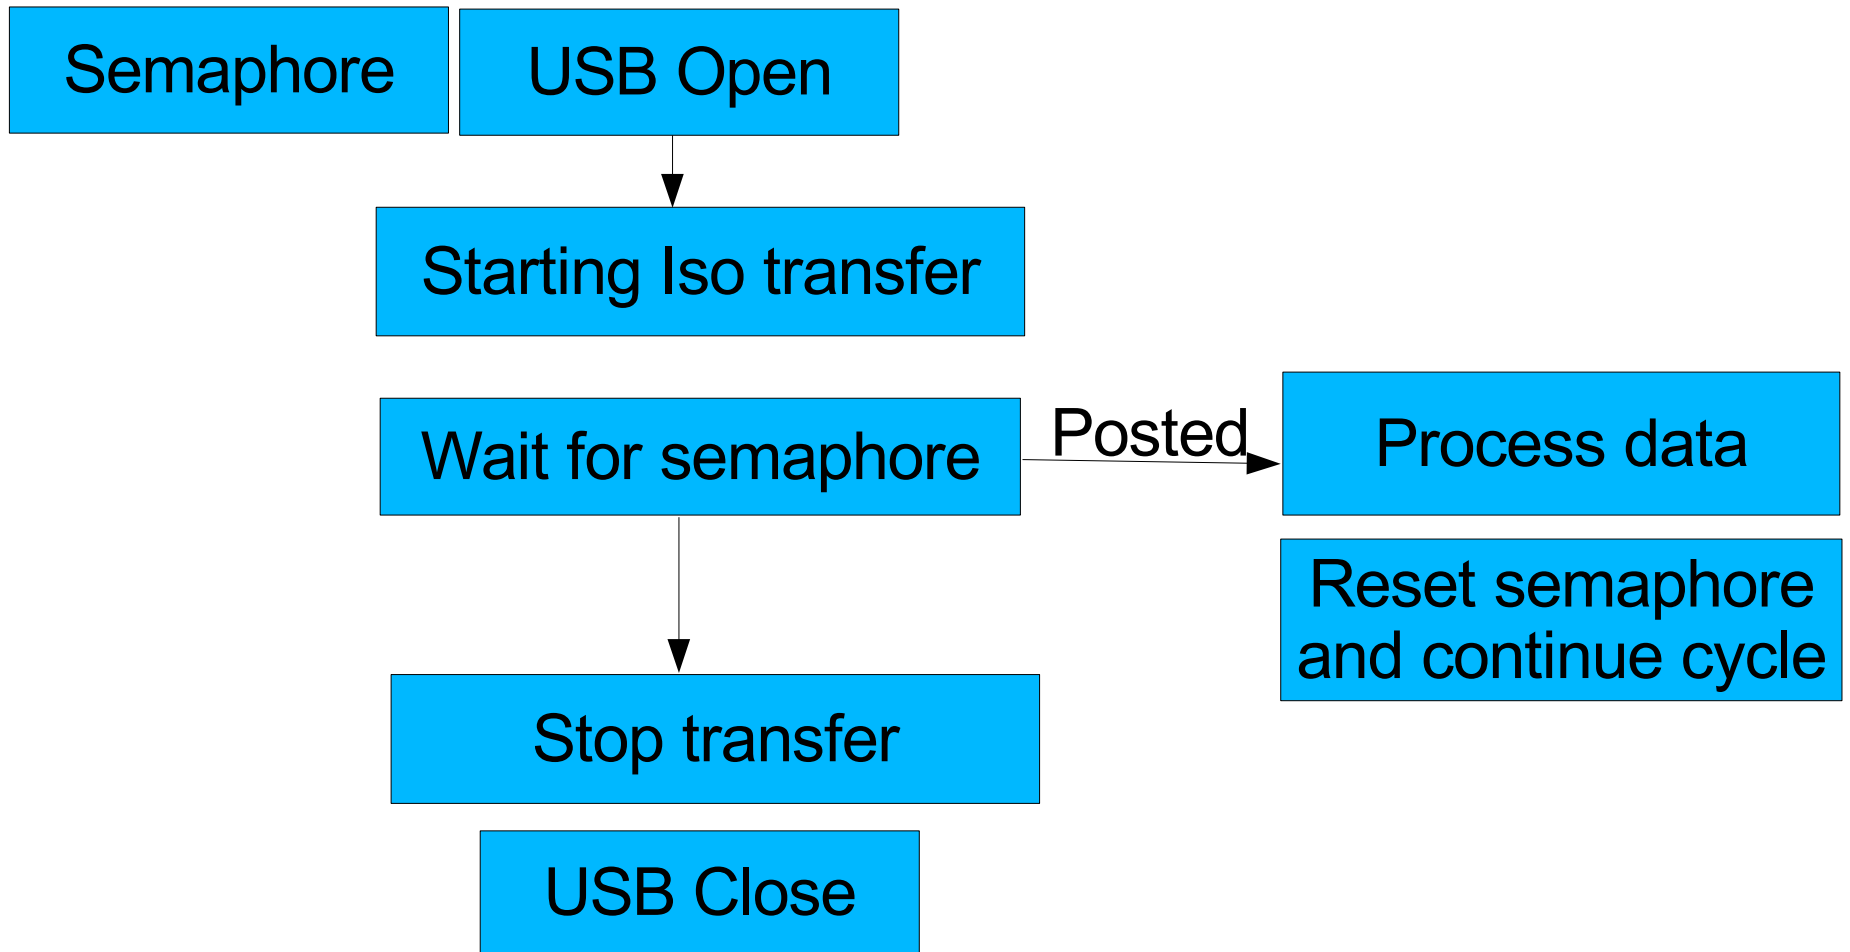 Semaphore
USB Open
Starting Iso transfer
Wait for semaphore
Posted
Process data
Reset semaphore
and continue cycle
Stop transfer
USB Close